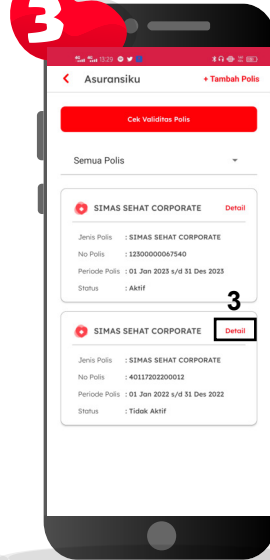 3
13:29
Asuransiku
+ Tambah Polis
Cek Validitas Polis
Semua Polis
SIMAS SEHAT CORPORATE Detail
Jenis Polis : SIMAS SEHAT CORPORATE
No Polis : 12300000067540
Periode Polis : 01 Jan 2023 s/d 31 Des 2023
Status : Aktif
3
SIMAS SEHAT CORPORATE Detail
Jenis Polis : SIMAS SEHAT CORPORATE
No Polis : 40117202200012
Periode Polis : 01 Jan 2022 s/d 31 Des 2022
Status : Tidak Aktif